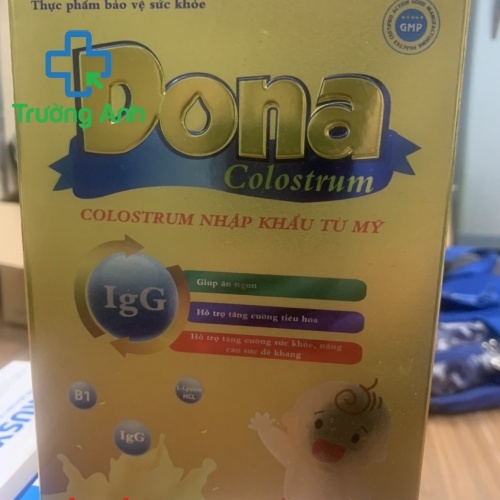 Thực phẩm bảo vệ sức khỏe
GMP
Trường Anh
Dona
Colostrum
COLOSTRUM NHẬP KHẨU TỪ MỸ
IgG
Giúp ăn ngon
Hỗ trợ tăng cường tiêu hóa
Hỗ trợ tăng cường sức khỏe, nâng
cao sức đề kháng
B1
L-Lysine
HCL
IgG